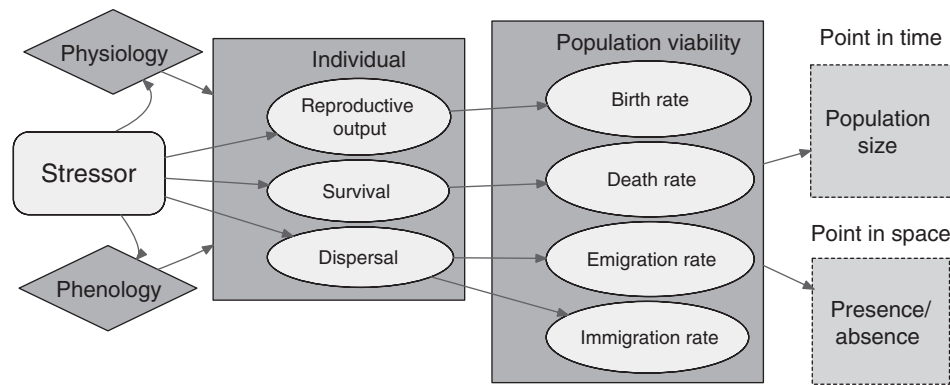 Physiology
Stressor
Phenology
Individual
Reproductive
output
Survival
Dispersal
Population viability
Birth rate
Death rate
Emigration rate
Immigration rate
Point in time
Population
size
Point in space
Presence/
absence